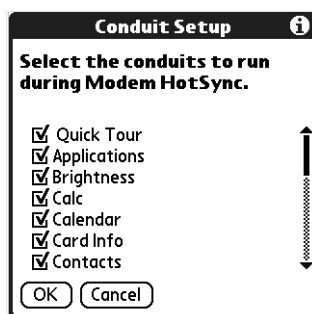 Conduit Setup
Select the conduits to run
during Modem HotSync.
Quick Tour
Applications
Brightness
Calc
Calendar
Card Info
Contacts
OK Cancel